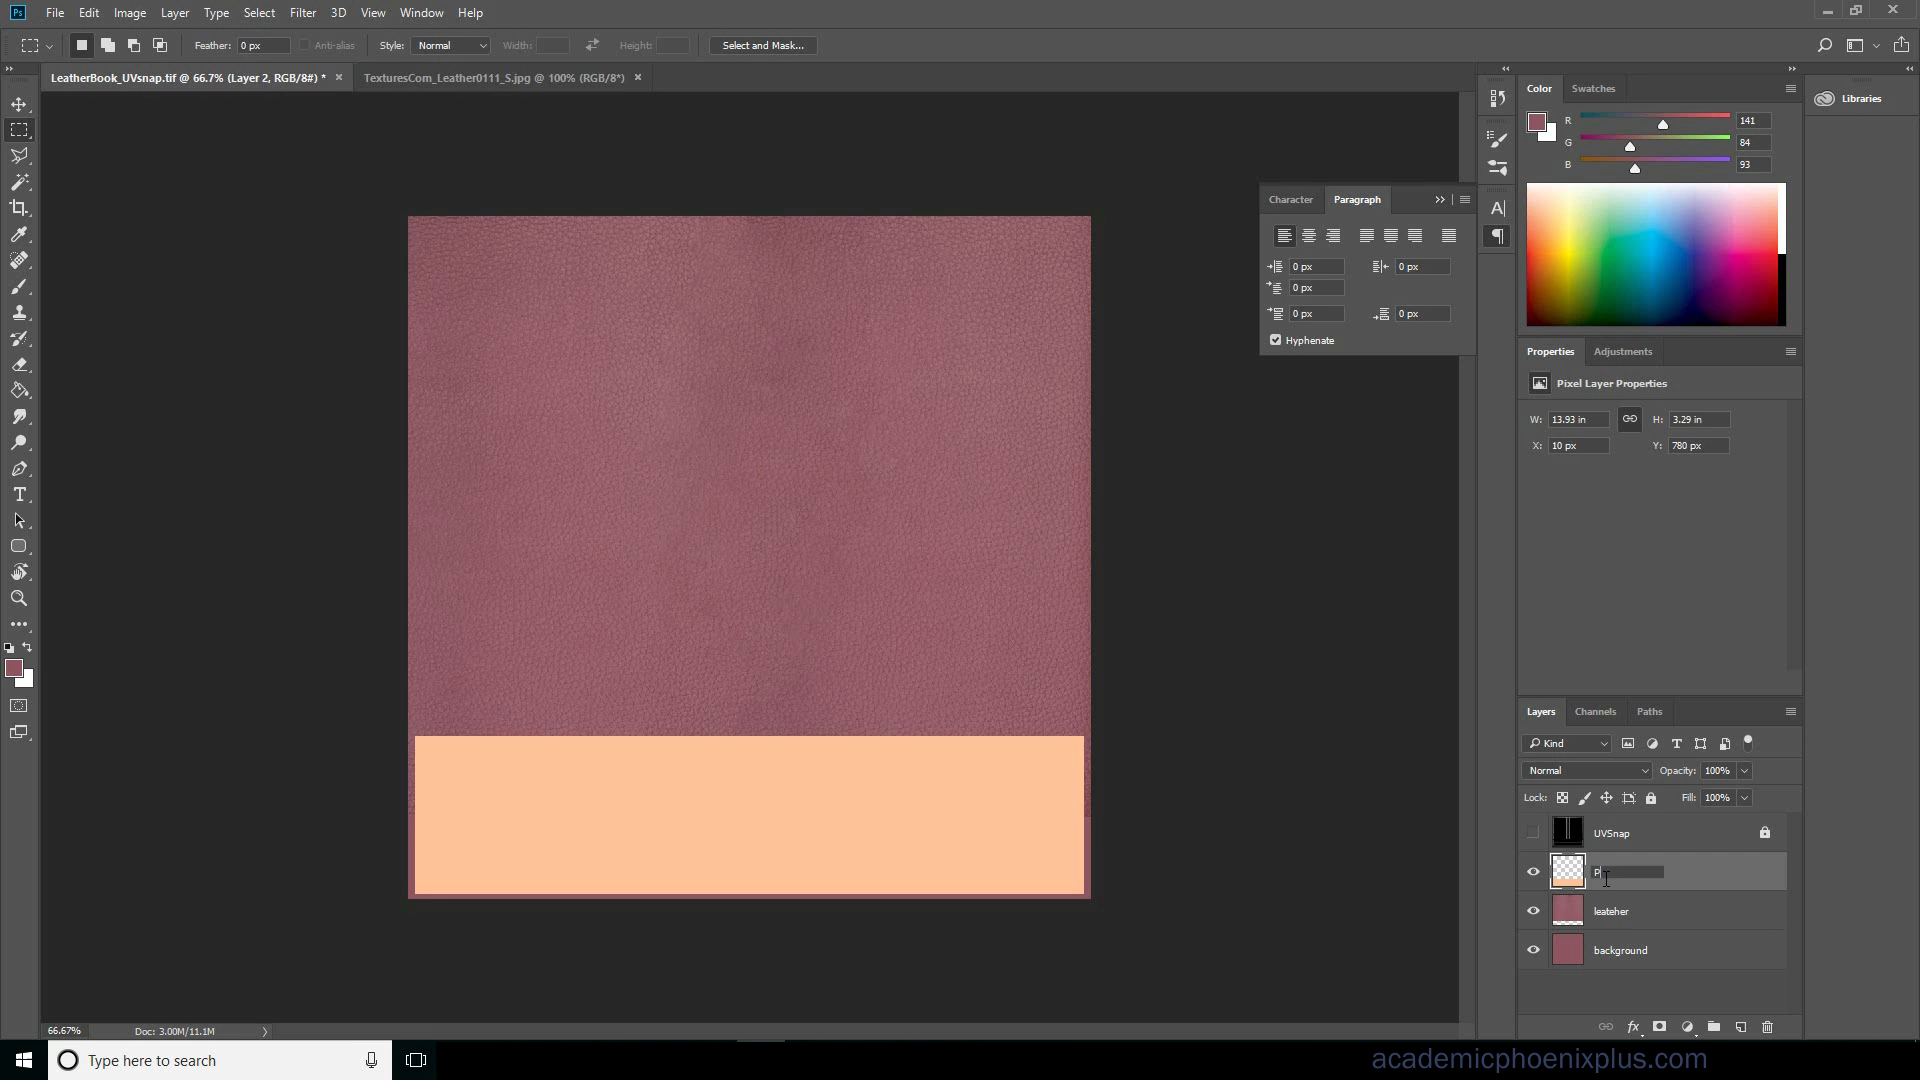 Ps File Edit Image Layer Type Select Filter 3D View Window Help
Feather: 0 px Anti-alias Style: Normal Width: Height: Select and Mask...
LeatherBook_UVsnap.tif @ 66.7% (Layer 2, RGB/8#) * × TexturesCom_Leather0111_S.jpg @ 100% (RGB/8*) ×
Color Swatches
Libraries
R 141
G 84
B 93
Character Paragraph
0 px 0 px
0 px
0 px 0 px
Hyphenate
Properties Adjustments
Pixel Layer Properties
W: 13.93 in H: 3.29 in
X: 10 px Y: 780 px
Layers Channels Paths
Kind
Normal Opacity: 100%
Lock: Fill: 100%
UVSnap
P
leateher
background
fx
66.67% Doc: 3.00M/11.1M
Type here to search
academicphoenixplus.com